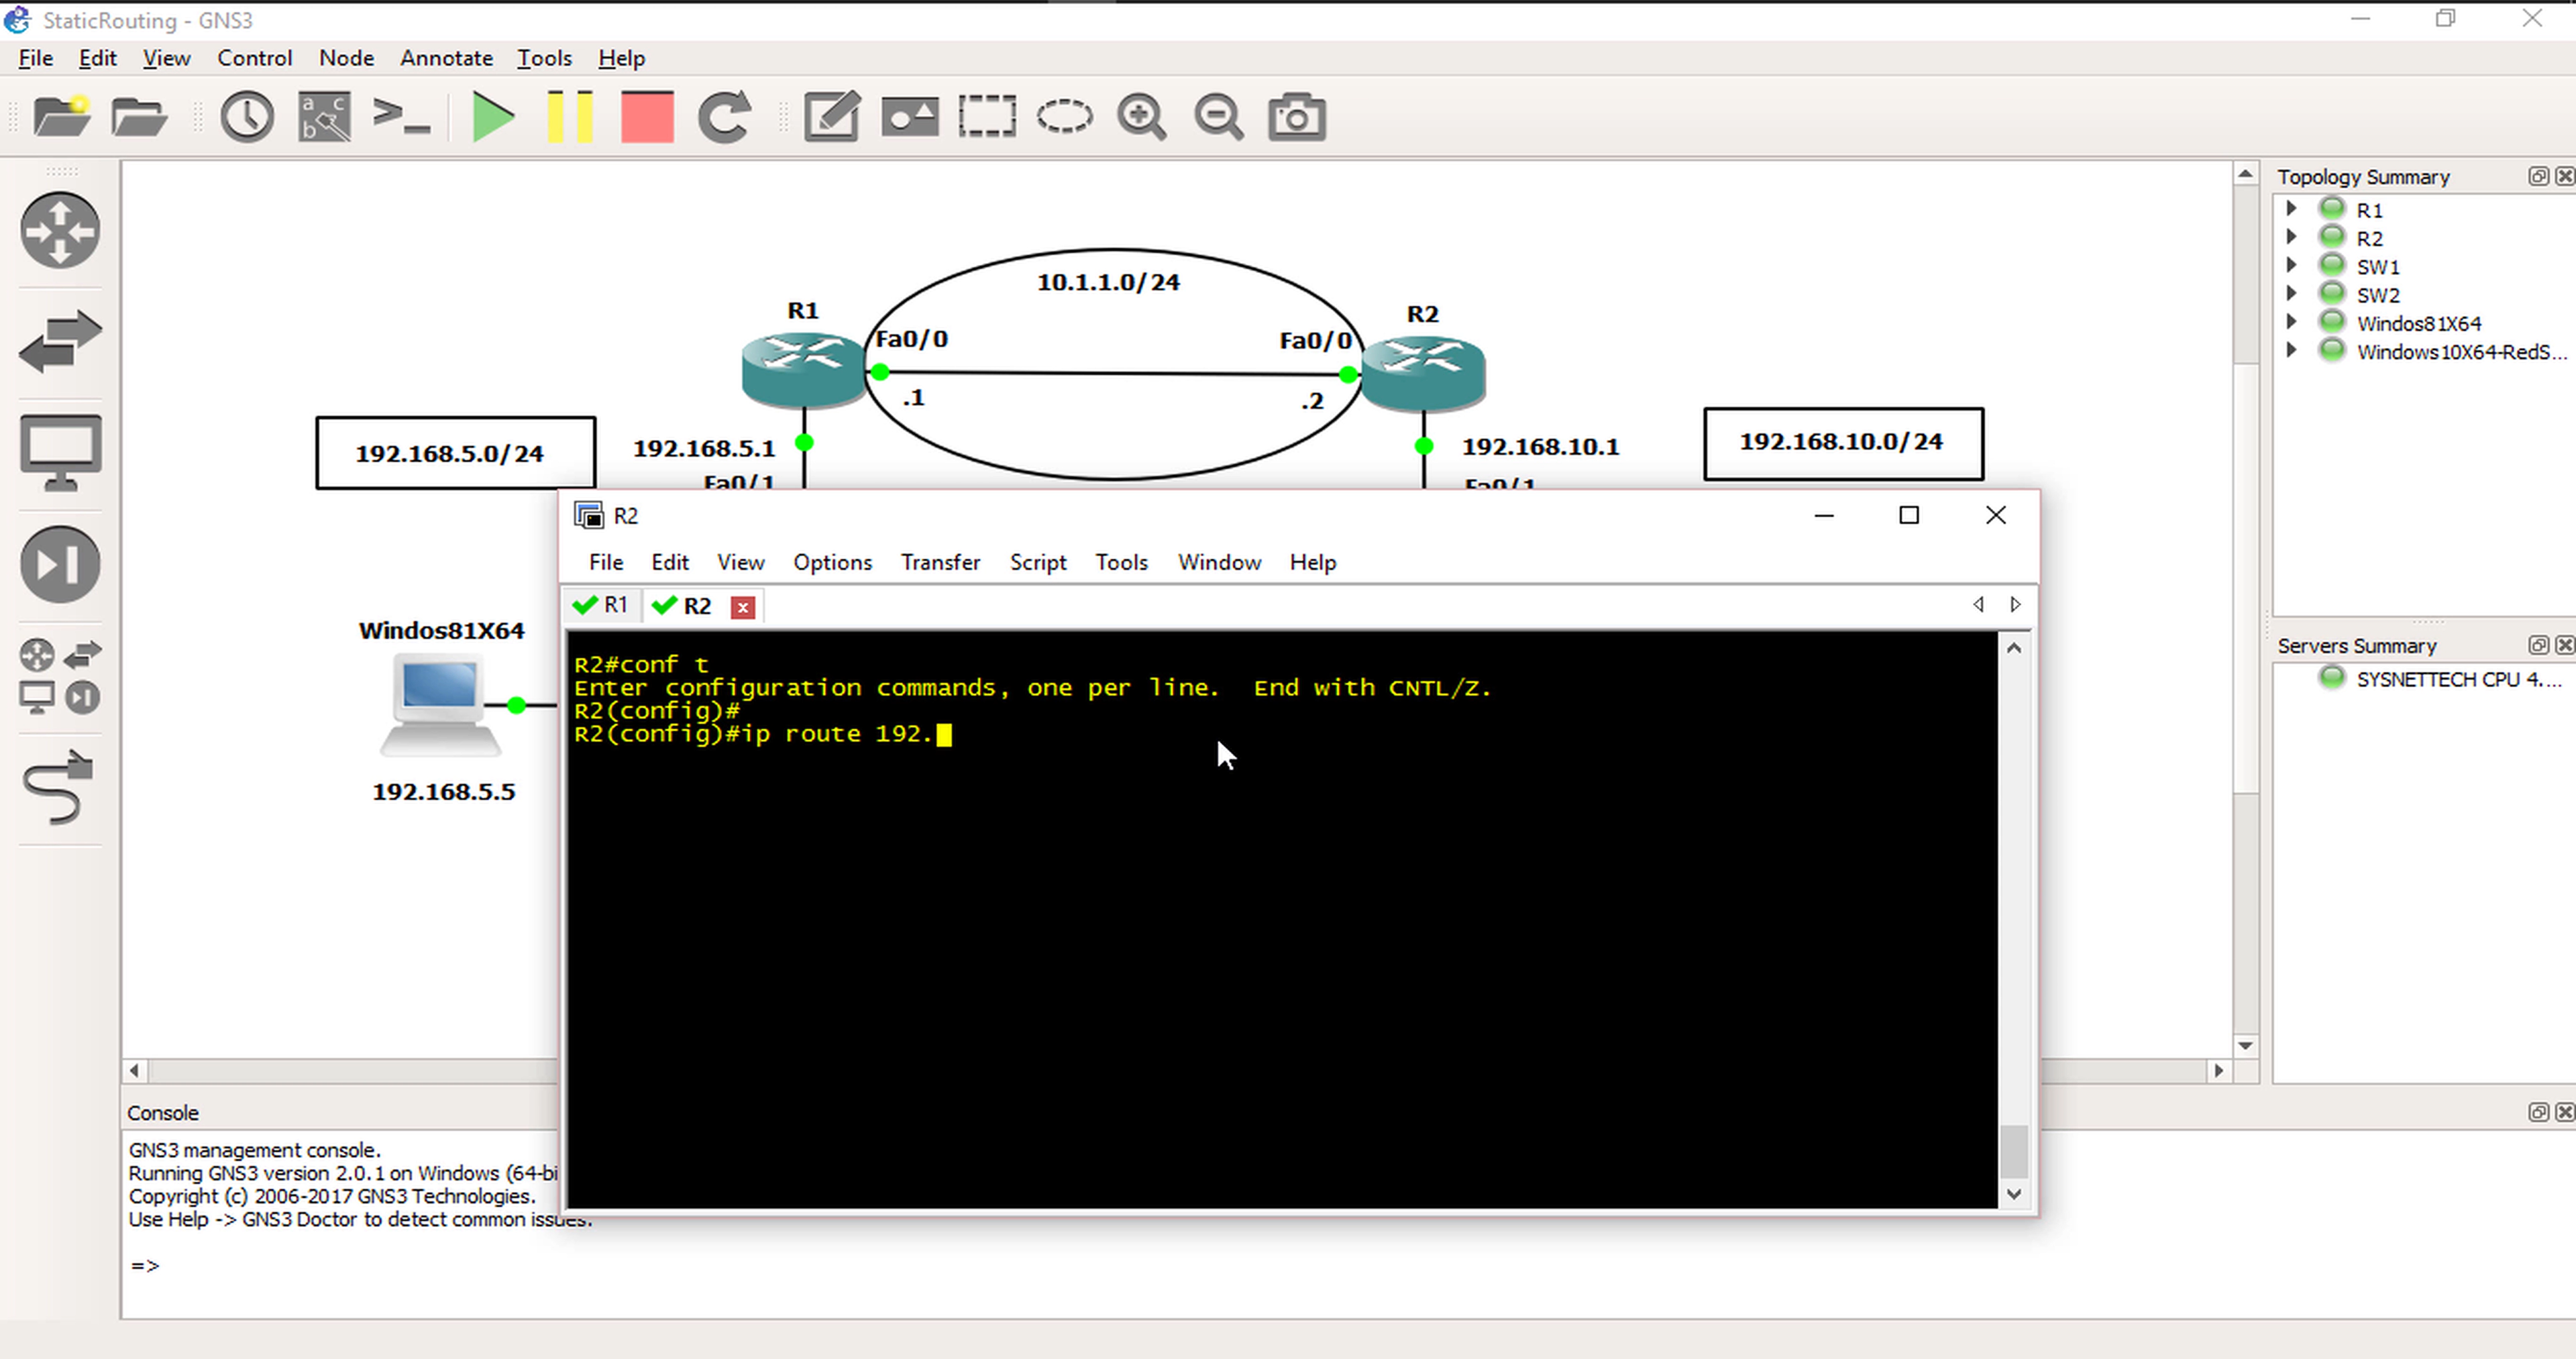 StaticRouting - GNS3
File Edit View Control Node Annotate Tools Help
a c
b
Topology Summary
R1
R2
SW1
SW2
Windos81X64
Windows10X64-RedS...
10.1.1.0/24
R1
R2
Fa0/0
Fa0/0
.1
.2
192.168.5.0/24
192.168.5.1
192.168.10.1
192.168.10.0/24
Fa0/1
Fa0/1
R2
File Edit View Options Transfer Script Tools Window Help
R1 R2
R2#conf t
Enter configuration commands, one per line.  End with CNTL/Z.
R2(config)#
R2(config)#ip route 192.
Windos81X64
192.168.5.5
Servers Summary
SYSNETTECH CPU 4....
Console
GNS3 management console.
Running GNS3 version 2.0.1 on Windows (64-bi
Copyright (c) 2006-2017 GNS3 Technologies.
Use Help -> GNS3 Doctor to detect common issues.
=>